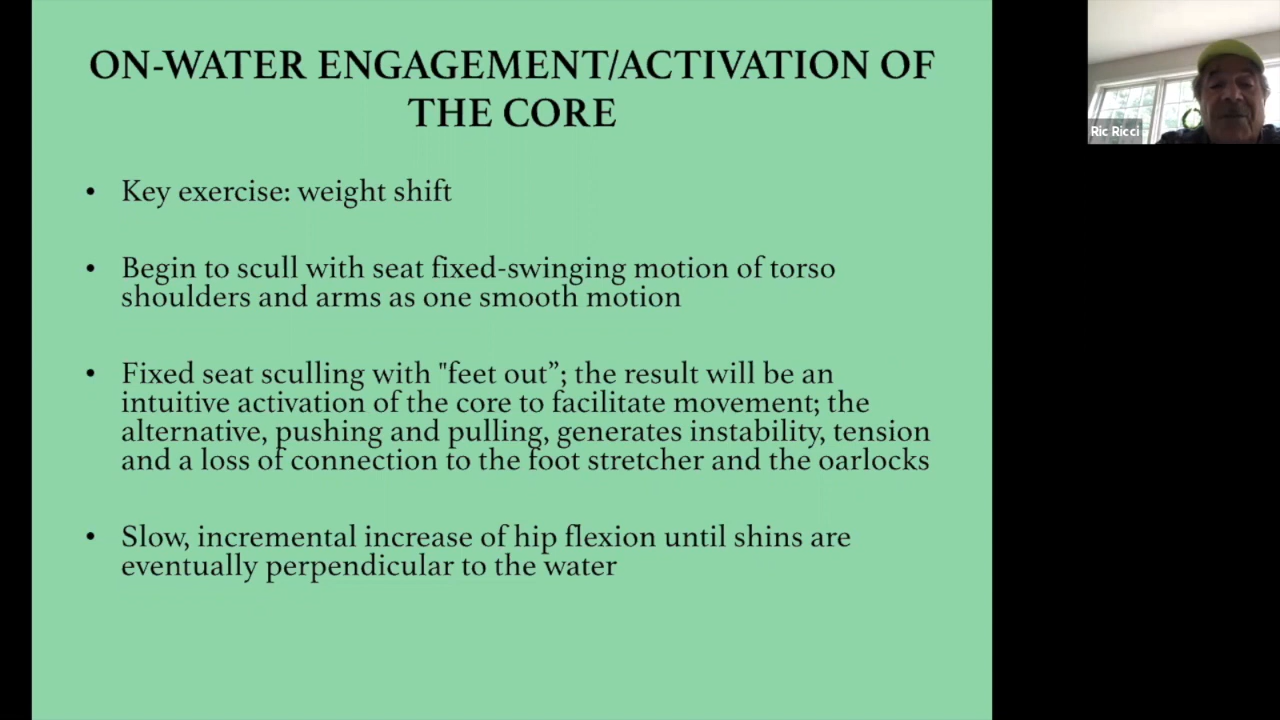 ON-WATER ENGAGEMENT/ACTIVATION OF
THE CORE
• Key exercise: weight shift
• Begin to scull with seat fixed-swinging motion of torso
shoulders and arms as one smooth motion
• Fixed seat sculling with "feet out”; the result will be an
intuitive activation of the core to facilitate movement; the
alternative, pushing and pulling, generates instability, tension
and a loss of connection to the foot stretcher and the oarlocks
• Slow, incremental increase of hip flexion until shins are
eventually perpendicular to the water
Ric Ricci